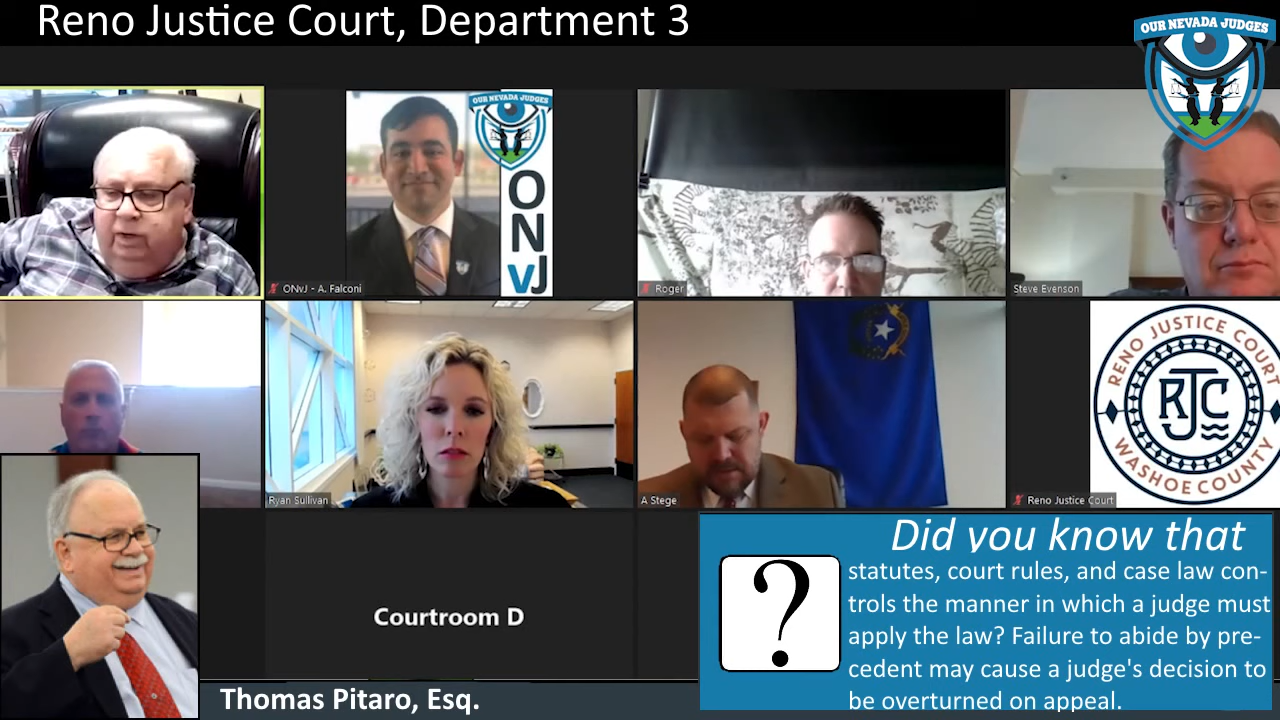 Reno Justice Court, Department 3
OUR NEVADA JUDGES
OUR NEVADA JUDGES
ONvJ
ONvJ - A. Falconi
Roger
Steve Evenson
Ryan Sullivan
A Stege
RENO JUSTICE COURT
RJC
WASHOE COUNTY
Reno Justice Court
Courtroom D
Did you know that
?
statutes, court rules, and case law con-
trols the manner in which a judge must
apply the law? Failure to abide by pre-
cedent may cause a judge's decision to
be overturned on appeal.
Thomas Pitaro, Esq.